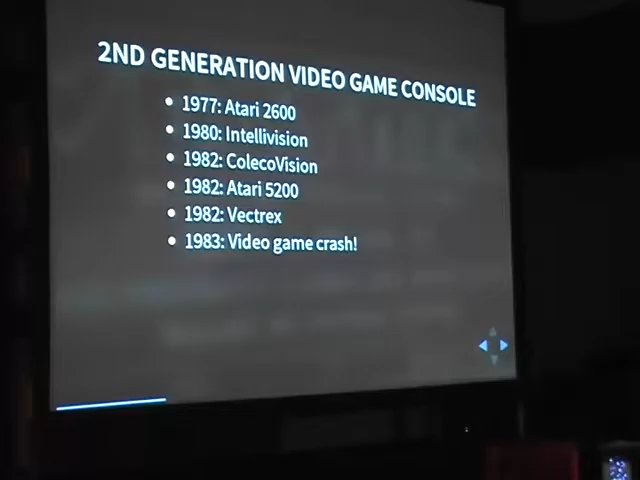 2ND GENERATION VIDEO GAME CONSOLE
• 1977: Atari 2600
• 1980: Intellivision
• 1982: ColecoVision
• 1982: Atari 5200
• 1982: Vectrex
• 1983: Video game crash!